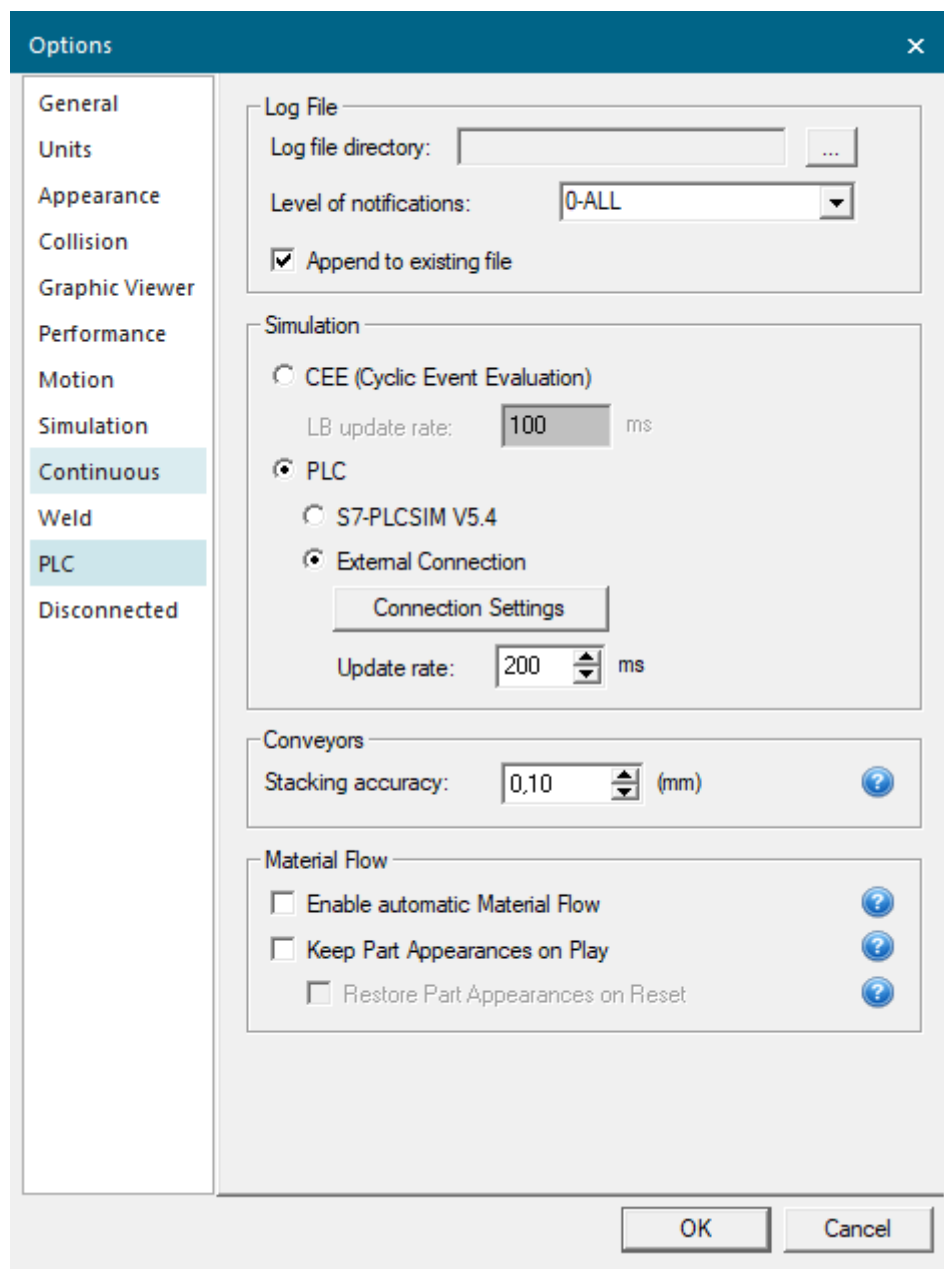 Options
General
Units
Appearance
Collision
Graphic Viewer
Performance
Motion
Simulation
Continuous
Weld
PLC
Disconnected
Log File
Log file directory: ...
Level of notifications: 0-ALL
Append to existing file
Simulation
CEE (Cyclic Event Evaluation)
LB update rate: 100 ms
PLC
S7-PLCSIM V5.4
External Connection
Connection Settings
Update rate: 200 ms
Conveyors
Stacking accuracy: 0,10 (mm)
Material Flow
Enable automatic Material Flow
Keep Part Appearances on Play
Restore Part Appearances on Reset
OK Cancel